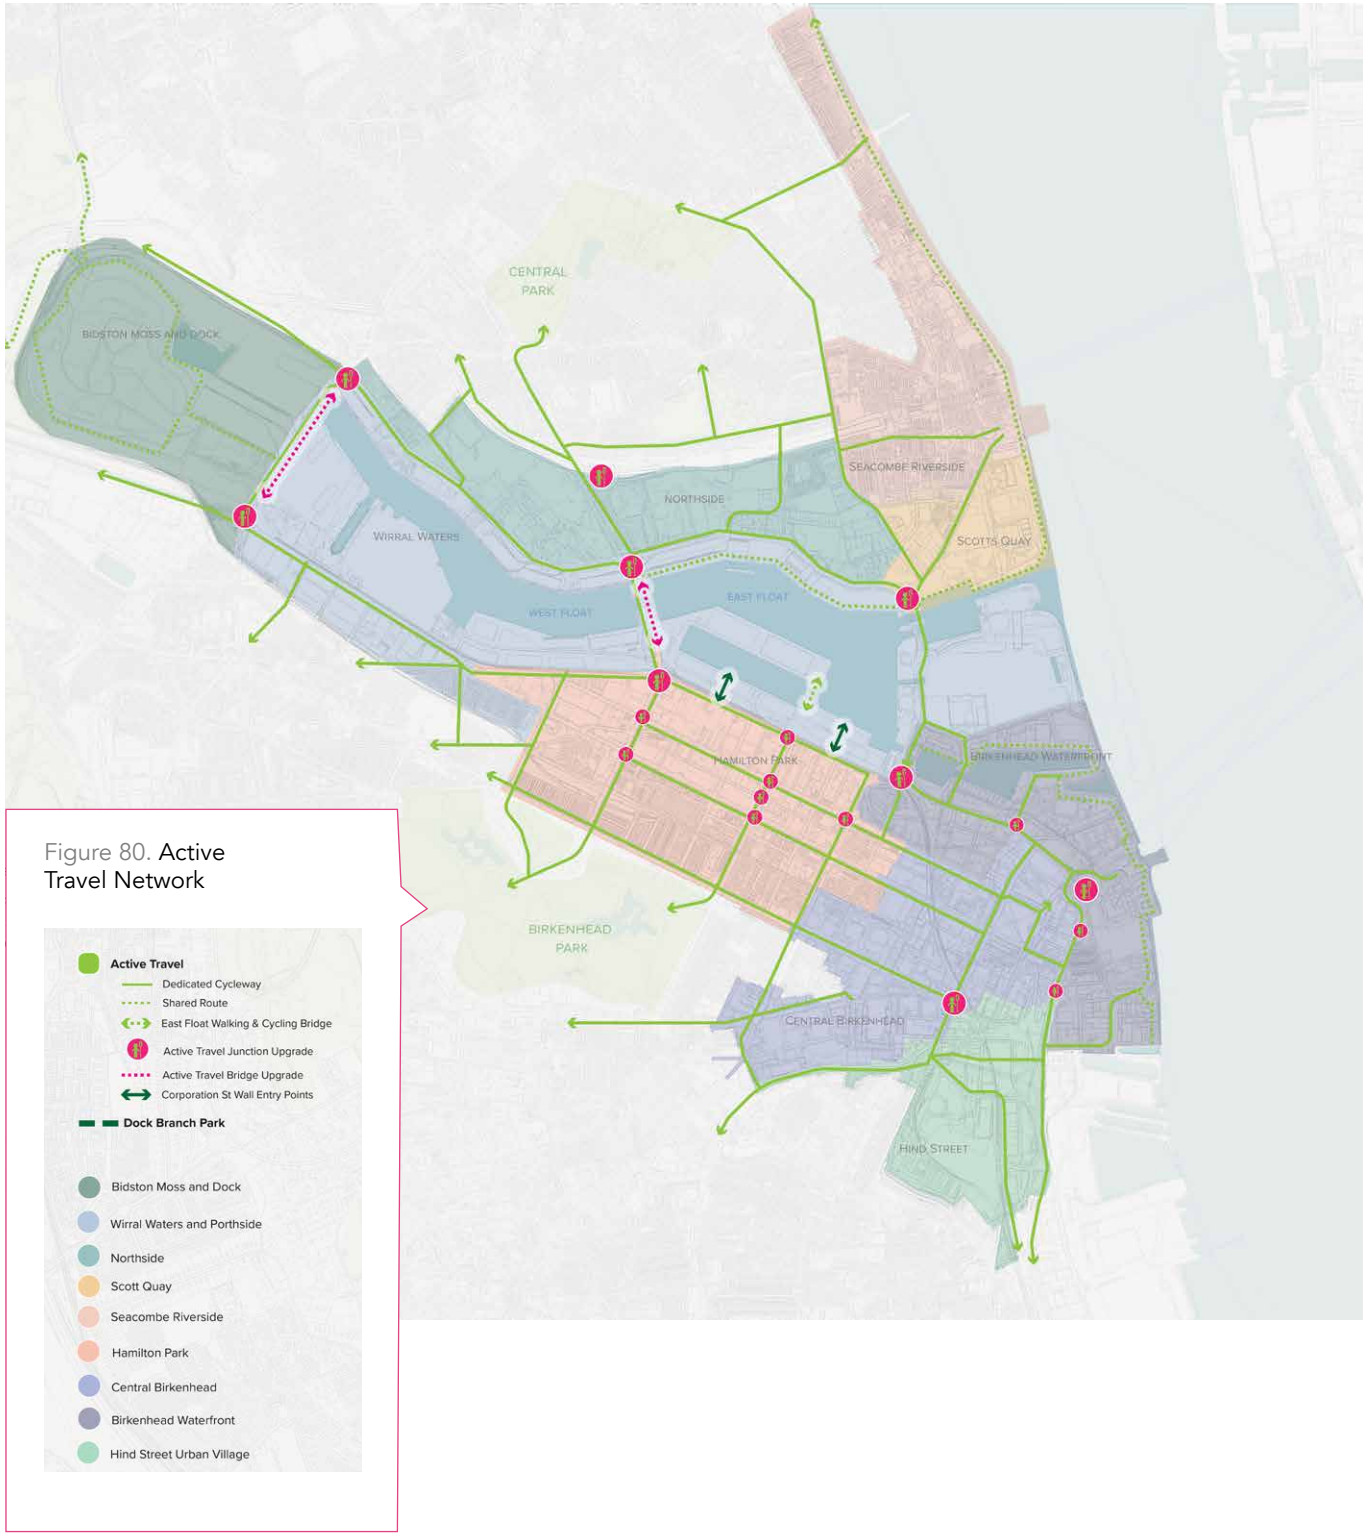 CENTRAL
PARK
BIDSTON MOSS AND DOCK
SEACOMBE RIVERSIDE
NORTHSIDE
WIRRAL WATERS
SCOTTS QUAY
EAST FLOAT
WEST FLOAT
HAMILTON PARK
BIRKENHEAD WATERFRONT
BIRKENHEAD
PARK
CENTRAL BIRKENHEAD
HIND STREET
Figure 80. Active
Travel Network
Active Travel
Dedicated Cycleway
Shared Route
East Float Walking & Cycling Bridge
Active Travel Junction Upgrade
Active Travel Bridge Upgrade
Corporation St Wall Entry Points
Dock Branch Park
Bidston Moss and Dock
Wirral Waters and Porthside
Northside
Scott Quay
Seacombe Riverside
Hamilton Park
Central Birkenhead
Birkenhead Waterfront
Hind Street Urban Village